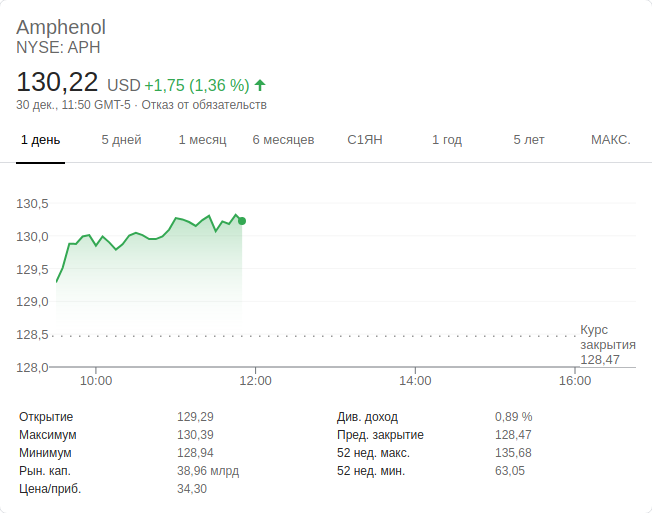 Amphenol
NYSE: APH
130,22 USD +1,75 (1,36 %)
30 дек., 11:50 GMT-5 · Отказ от обязательств
1 день 5 дней 1 месяц 6 месяцев С1ЯН 1 год 5 лет МАКС.
130,5
130,0
129,5
129,0
128,5
128,0
Курс
закрытия
128,47
10:00 12:00 14:00 16:00
Открытие 129,29 Див. доход 0,89 %
Максимум 130,39 Пред. закрытие 128,47
Минимум 128,94 52 нед. макс. 135,68
Рын. кап. 38,96 млрд 52 нед. мин. 63,05
Цена/приб. 34,30